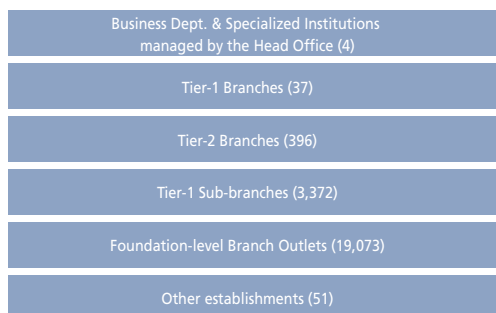 Business Dept. & Specialized Institutions
managed by the Head Office (4)
Tier-1 Branches (37)
Tier-2 Branches (396)
Tier-1 Sub-branches (3,372)
Foundation-level Branch Outlets (19,073)
Other establishments (51)